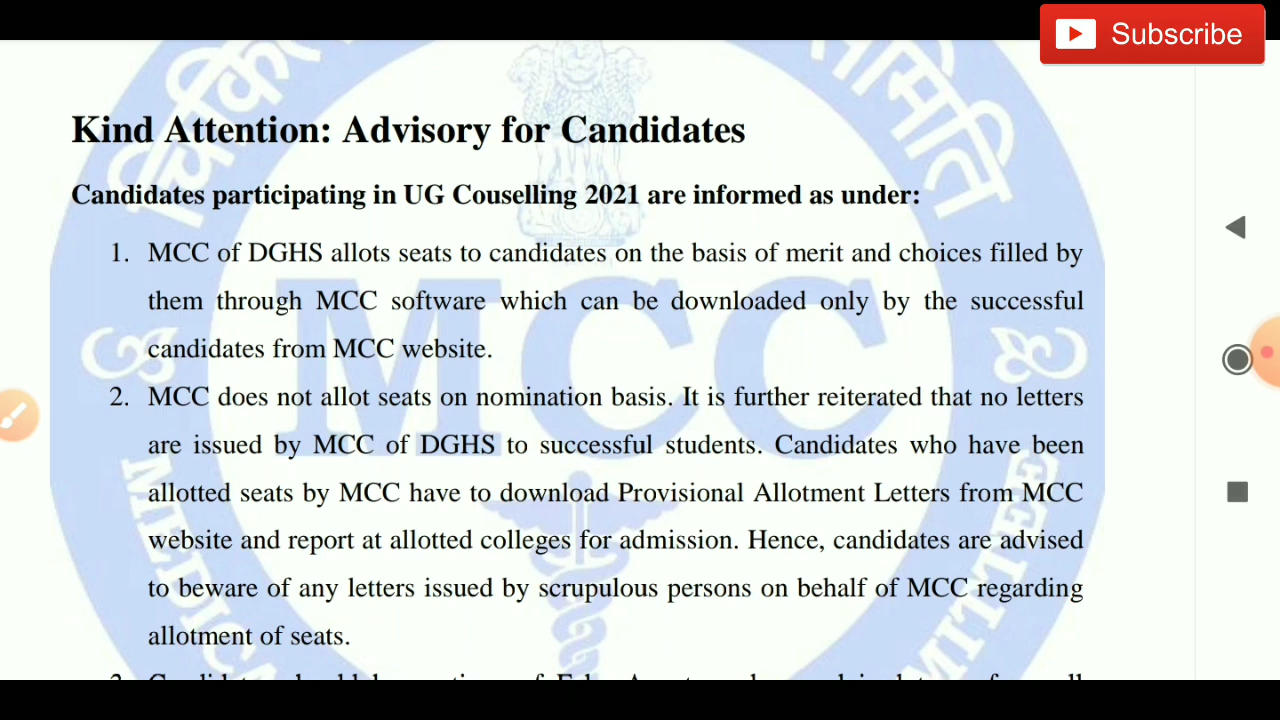 Subscribe
चिकि
समिति
Kind Attention: Advisory for Candidates
Candidates participating in UG Couselling 2021 are informed as under:
1. MCC of DGHS allots seats to candidates on the basis of merit and choices filled by
them through MCC software which can be downloaded only by the successful
candidates from MCC website.
2. MCC does not allot seats on nomination basis. It is further reiterated that no letters
are issued by MCC of DGHS to successful students. Candidates who have been
allotted seats by MCC have to download Provisional Allotment Letters from MCC
website and report at allotted colleges for admission. Hence, candidates are advised
to beware of any letters issued by scrupulous persons on behalf of MCC regarding
allotment of seats.
MCC
MEDICA